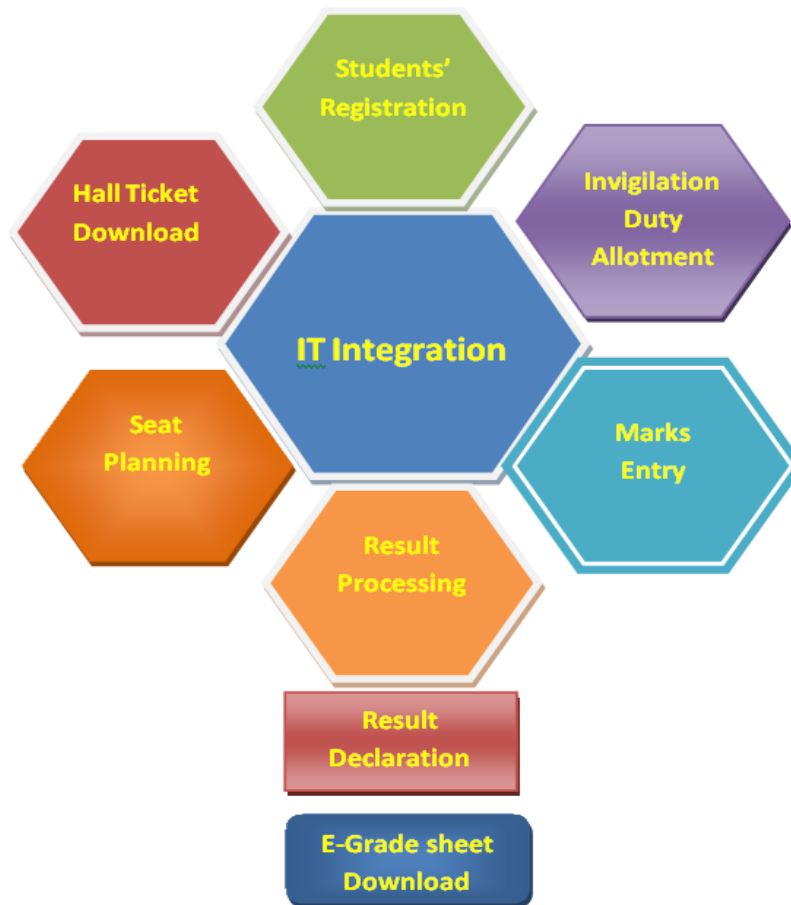 Students’
Registration
Hall Ticket
Download
Invigilation
Duty
Allotment
IT Integration
Seat
Planning
Marks
Entry
Result
Processing
Result
Declaration
E-Grade sheet
Download